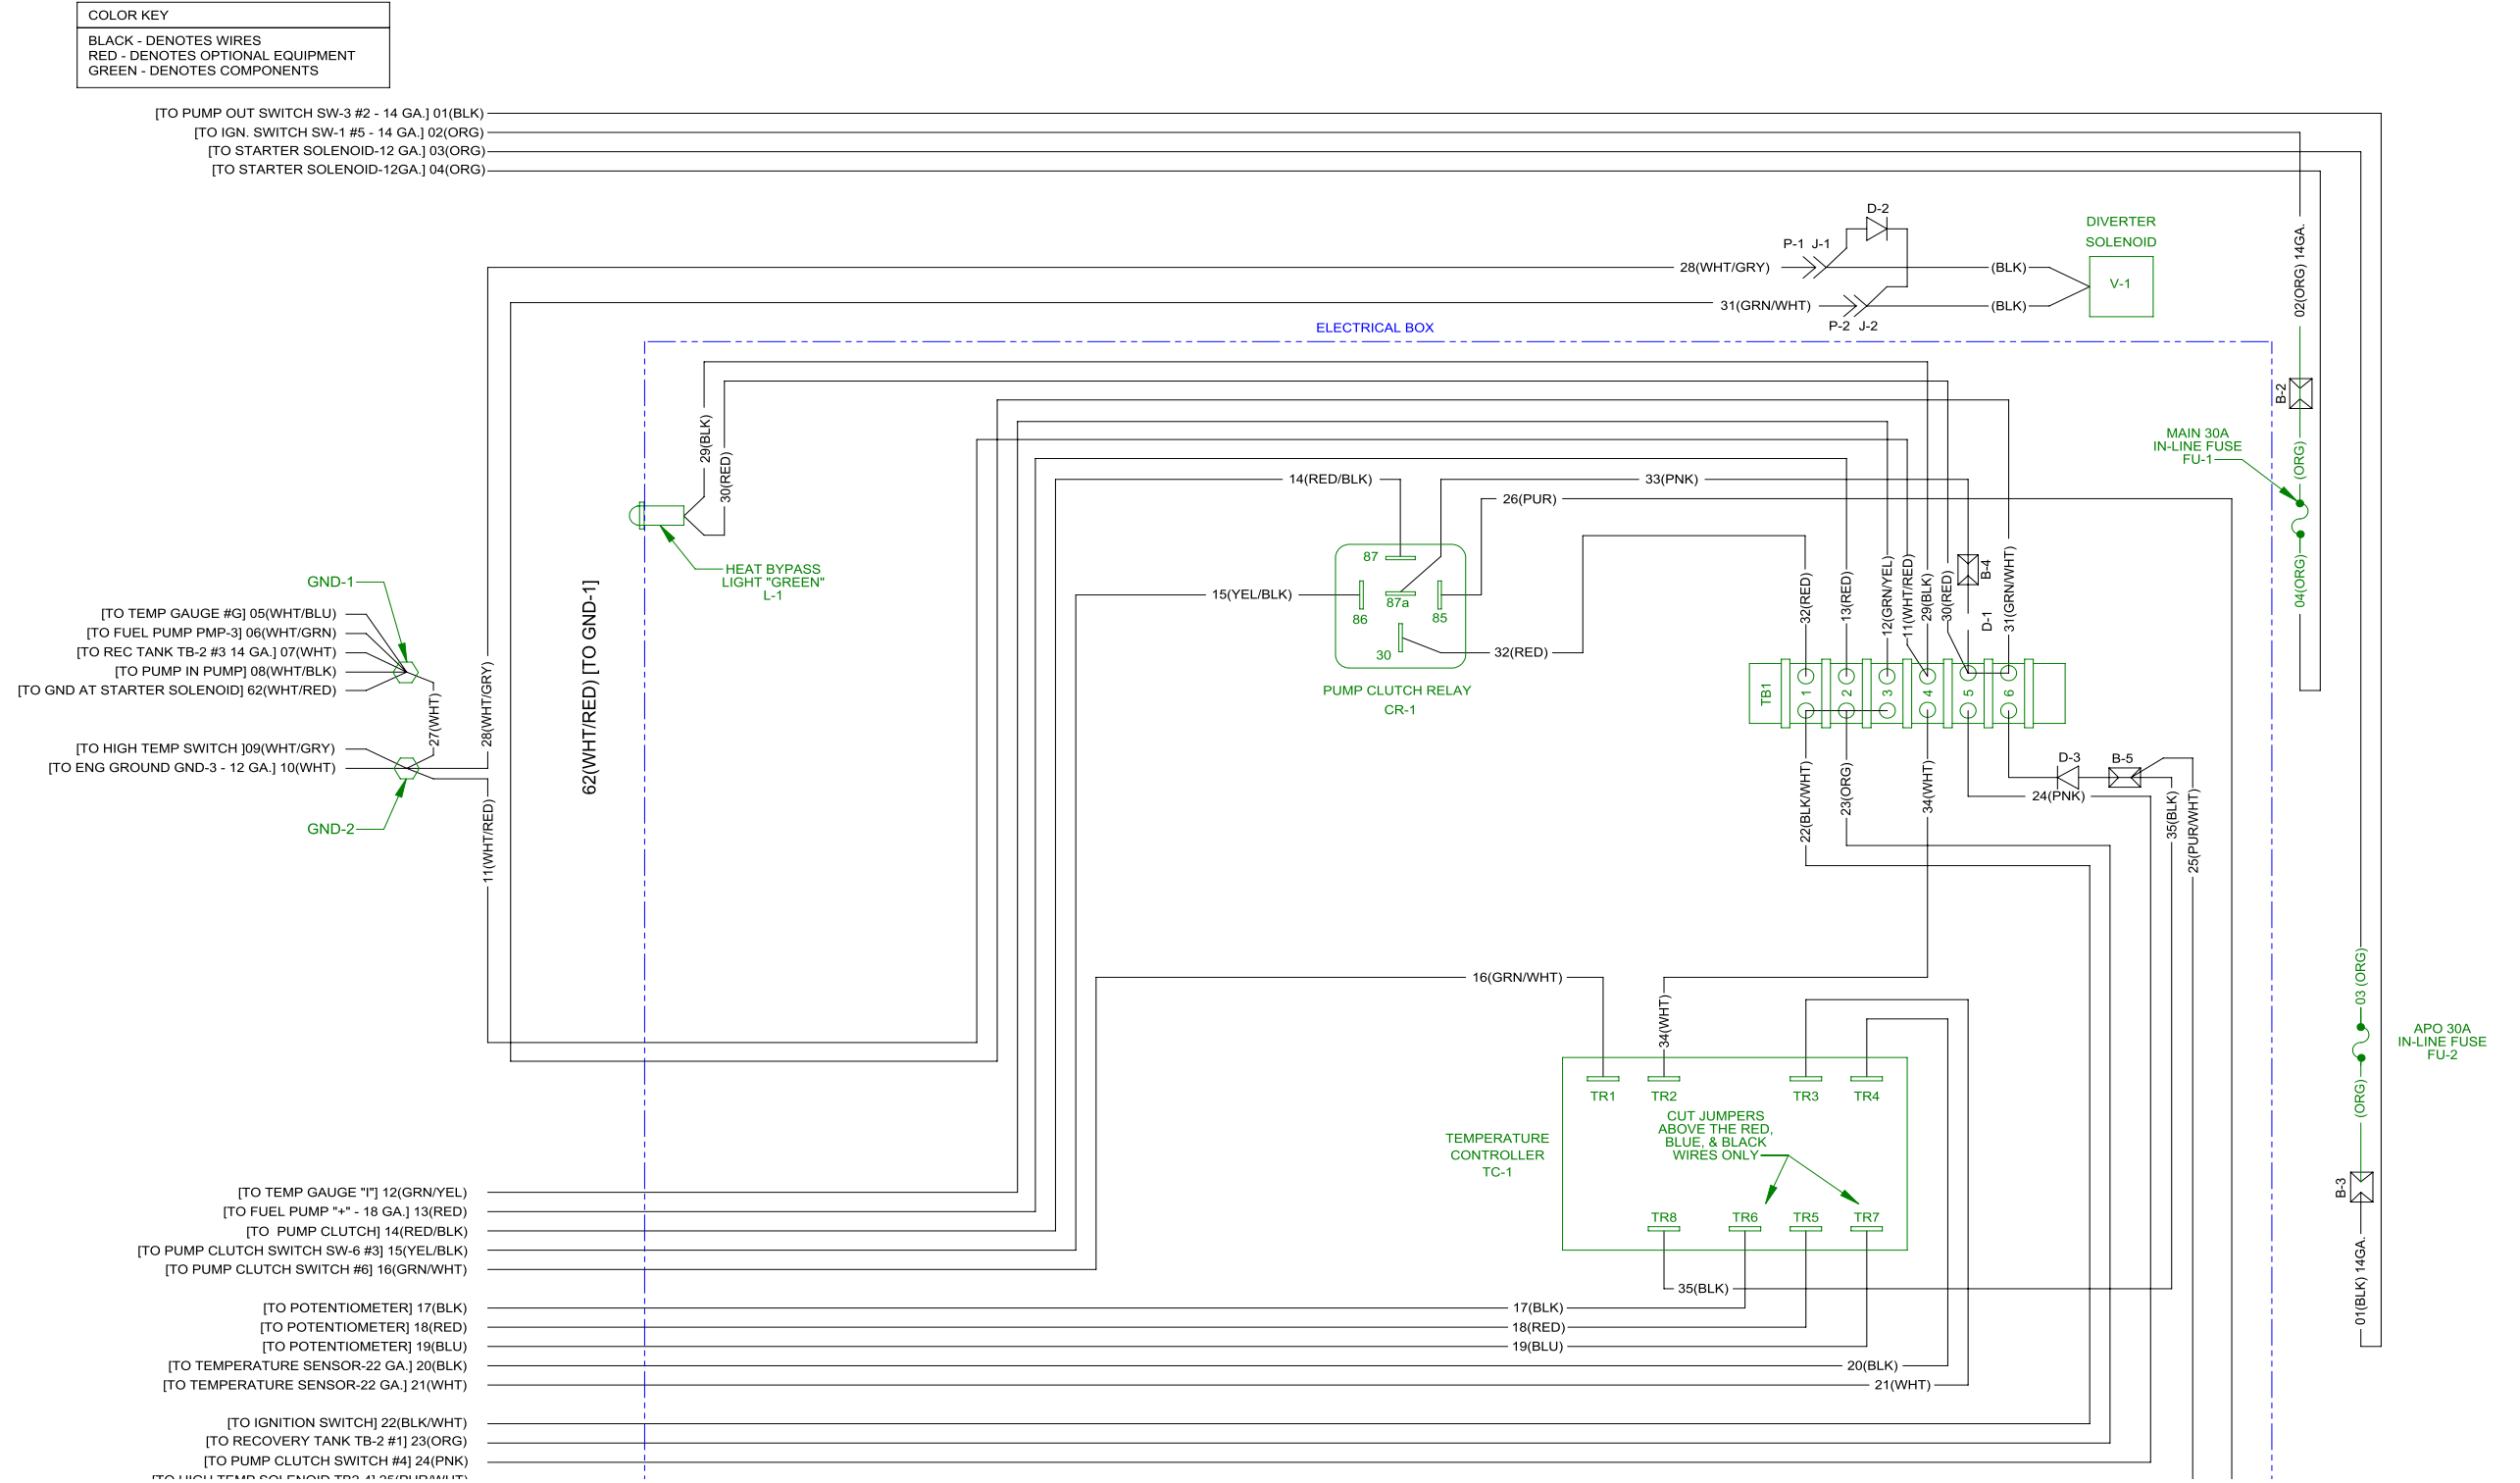 COLOR KEY
BLACK - DENOTES WIRES
RED - DENOTES OPTIONAL EQUIPMENT
GREEN - DENOTES COMPONENTS
[TO PUMP OUT SWITCH SW-3 #2 - 14 GA.] 01(BLK)
[TO IGN. SWITCH SW-1 #5 - 14 GA.] 02(ORG)
[TO STARTER SOLENOID-12 GA.] 03(ORG)
[TO STARTER SOLENOID-12GA.] 04(ORG)
D-2
P-1 J-1
28(WHT/GRY)
(BLK)
31(GRN/WHT)
(BLK)
P-2 J-2
DIVERTER
SOLENOID
V-1
02(ORG) 14GA.
ELECTRICAL BOX
B-2
MAIN 30A
IN-LINE FUSE
FU-1
(ORG)
04(ORG)
29(BLK)
30(RED)
HEAT BYPASS
LIGHT "GREEN"
L-1
14(RED/BLK)
33(PNK)
26(PUR)
15(YEL/BLK)
87
87a
86
85
30
32(RED)
PUMP CLUTCH RELAY
CR-1
32(RED)
13(RED)
12(GRN/YEL)
11(WHT/RED)
29(BLK)
30(RED)
B-4
D-1
31(GRN/WHT)
TB1
1
2
3
4
5
6
GND-1
[TO TEMP GAUGE #G] 05(WHT/BLU)
[TO FUEL PUMP PMP-3] 06(WHT/GRN)
[TO REC TANK TB-2 #3 14 GA.] 07(WHT)
[TO PUMP IN PUMP] 08(WHT/BLK)
[TO GND AT STARTER SOLENOID] 62(WHT/RED)
27(WHT)
28(WHT/GRY)
62(WHT/RED) [TO GND-1]
[TO HIGH TEMP SWITCH ]09(WHT/GRY)
[TO ENG GROUND GND-3 - 12 GA.] 10(WHT)
GND-2
11(WHT/RED)
22(BLK/WHT)
23(ORG)
34(WHT)
D-3
B-5
24(PNK)
35(BLK)
25(PUR/WHT)
03 (ORG)
APO 30A
IN-LINE FUSE
FU-2
(ORG)
B-3
01(BLK) 14GA.
16(GRN/WHT)
34(WHT)
TR1
TR2
TR3
TR4
CUT JUMPERS
ABOVE THE RED,
BLUE, & BLACK
WIRES ONLY
TEMPERATURE
CONTROLLER
TC-1
TR8
TR6
TR5
TR7
35(BLK)
17(BLK)
18(RED)
19(BLU)
20(BLK)
21(WHT)
[TO TEMP GAUGE "I"] 12(GRN/YEL)
[TO FUEL PUMP "+" - 18 GA.] 13(RED)
[TO PUMP CLUTCH] 14(RED/BLK)
[TO PUMP CLUTCH SWITCH SW-6 #3] 15(YEL/BLK)
[TO PUMP CLUTCH SWITCH #6] 16(GRN/WHT)
[TO POTENTIOMETER] 17(BLK)
[TO POTENTIOMETER] 18(RED)
[TO POTENTIOMETER] 19(BLU)
[TO TEMPERATURE SENSOR-22 GA.] 20(BLK)
[TO TEMPERATURE SENSOR-22 GA.] 21(WHT)
[TO IGNITION SWITCH] 22(BLK/WHT)
[TO RECOVERY TANK TB-2 #1] 23(ORG)
[TO PUMP CLUTCH SWITCH #4] 24(PNK)
[TO HIGH TEMP SOLENOID TB2-4] 25(PUR/WHT)